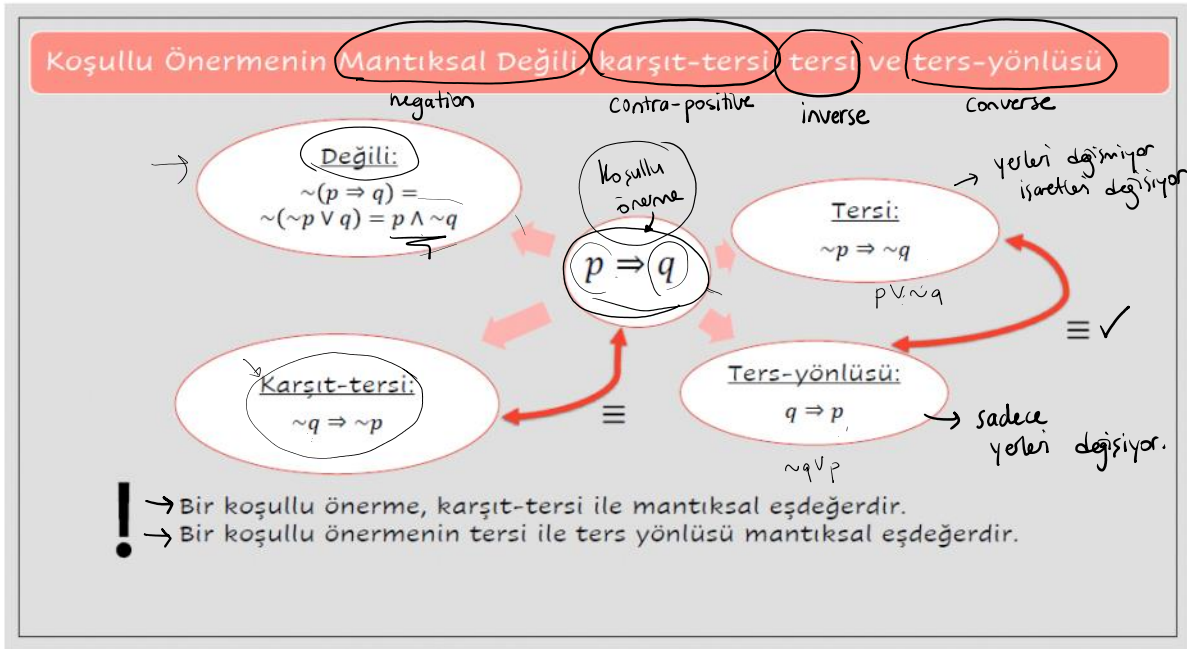 Koşullu Önermenin Mantıksal Değili, karşıt-tersi tersi ve ters-yönlüsü
negation contra-positive inverse converse
Değili:
~(p ⇒ q) =
~(~p ∨ q) = p ∧ ~q
Koşullu
önerme
p ⇒ q
Tersi:
~p ⇒ ~q
p∨~q
yerleri değişmiyor
işaretler değişiyor
≡ ✓
Karşıt-tersi:
~q ⇒ ~p
≡
Ters-yönlüsü:
q ⇒ p
~q∨p
→ sadece
yerleri değişiyor.
! → Bir koşullu önerme, karşıt-tersi ile mantıksal eşdeğerdir.
→ Bir koşullu önermenin tersi ile ters yönlüsü mantıksal eşdeğerdir.